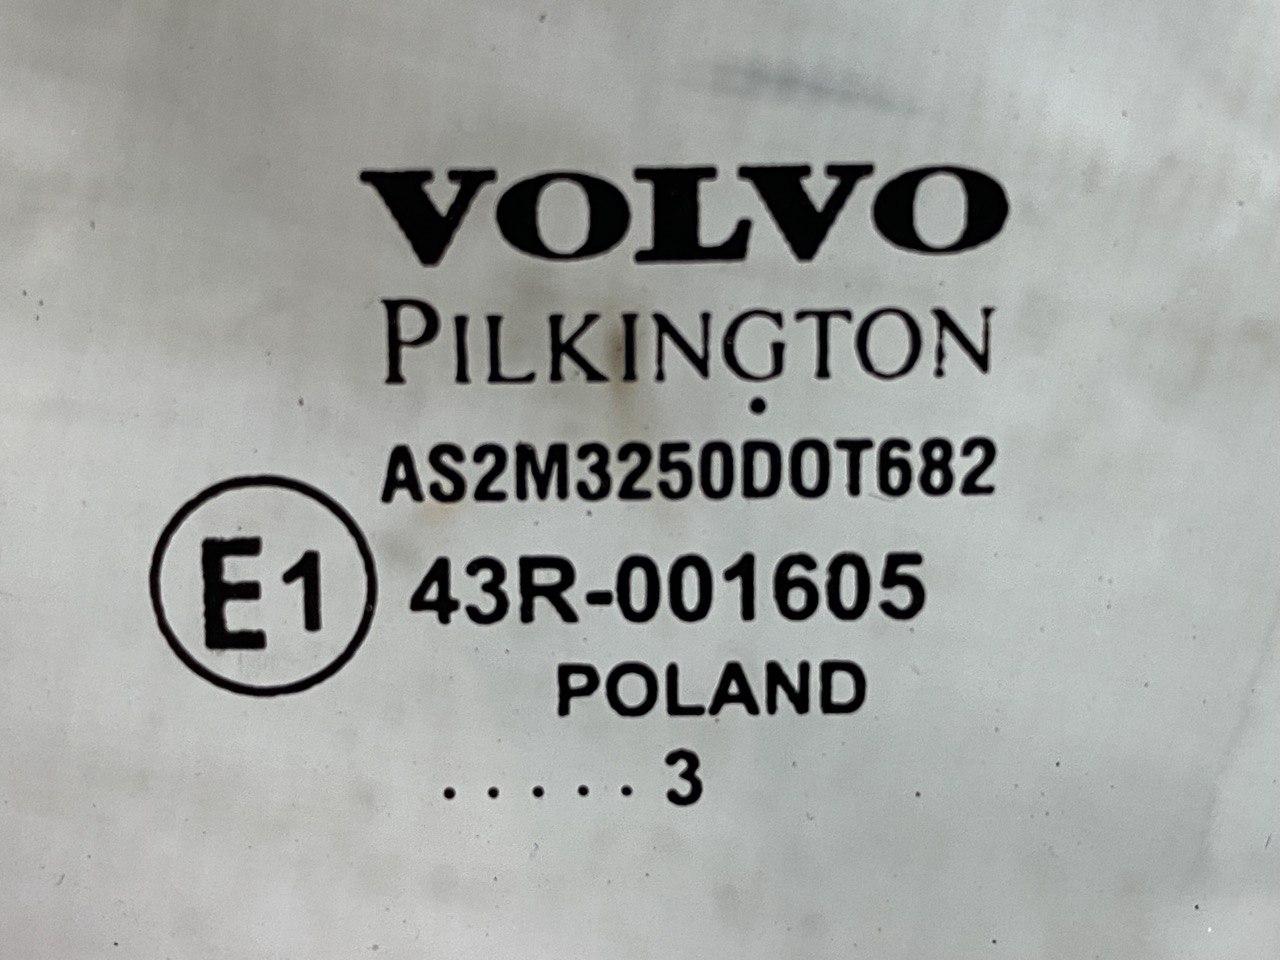 VOLVO
PILKINGTON
.
AS2M3250DOT682
E1 43R-001605
POLAND
.....3